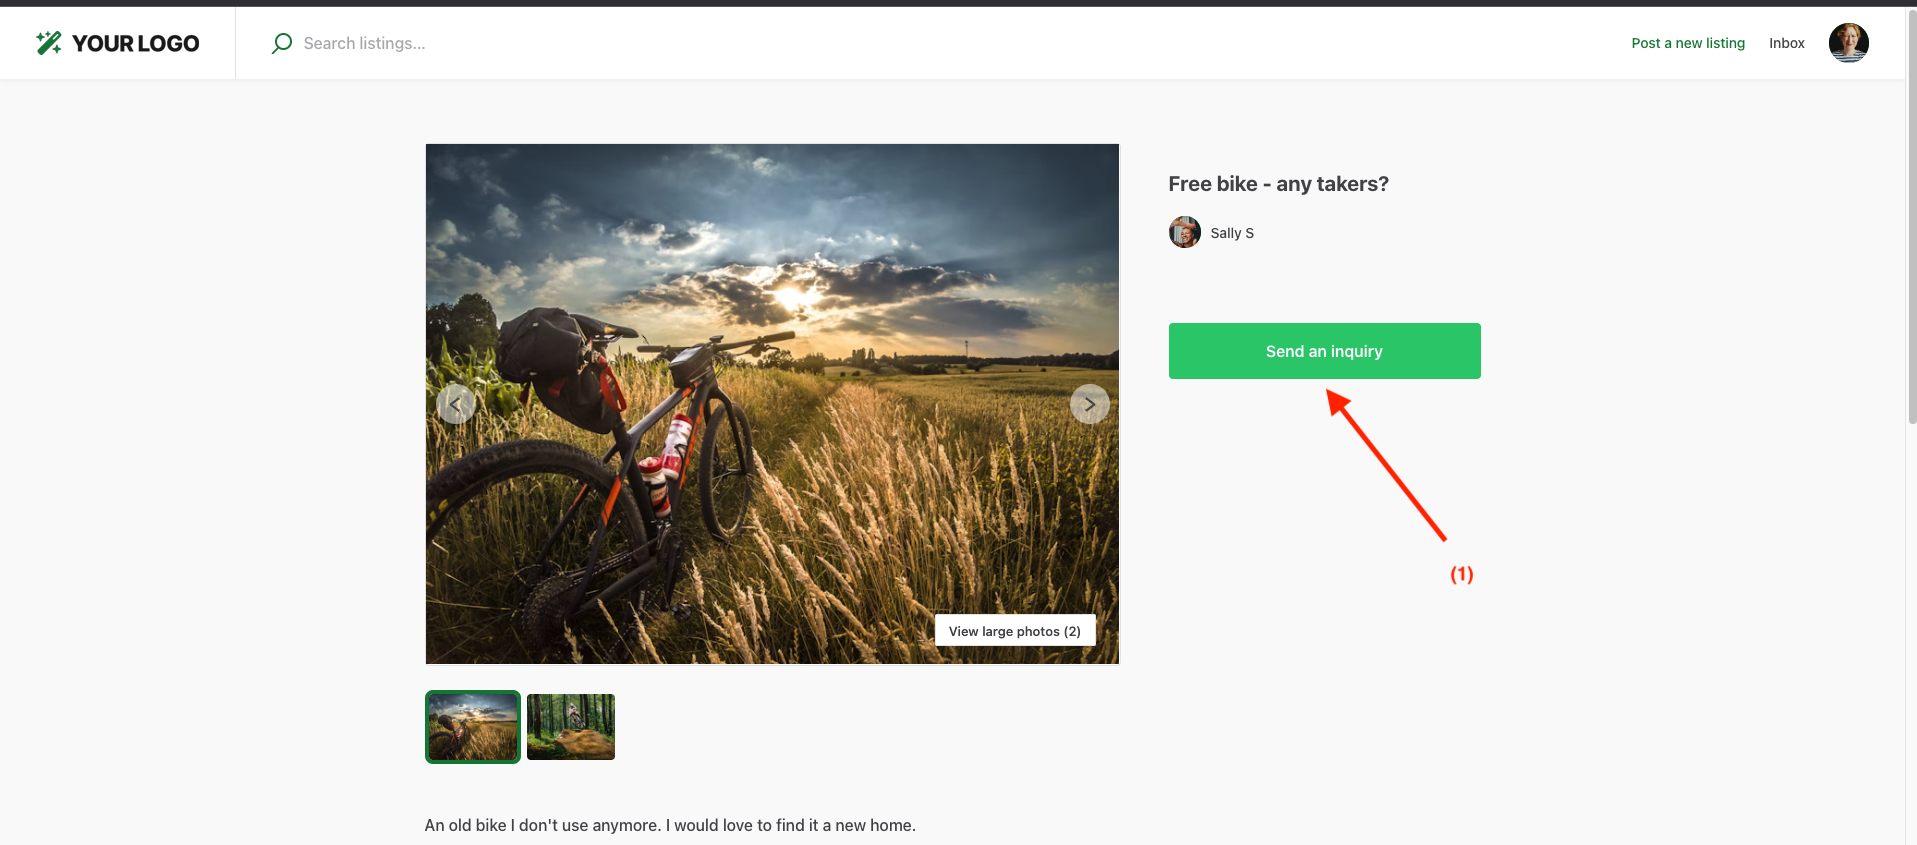 YOUR LOGO
Search listings...
Post a new listing
Inbox
Free bike - any takers?
Sally S
Send an inquiry
(1)
View large photos (2)
An old bike I don't use anymore. I would love to find it a new home.